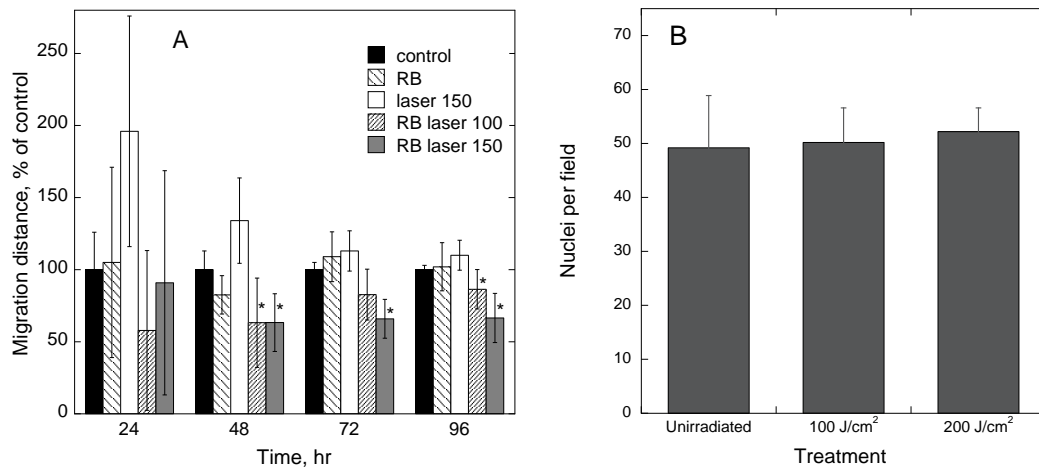 A
Migration distance, % of control
250
200
150
100
50
0
control
RB
laser 150
RB laser 100
RB laser 150
* *
*
* *
24 48 72 96
Time, hr
B
Nuclei per field
70
60
50
40
30
20
10
0
Unirradiated 100 J/cm² 200 J/cm²
Treatment